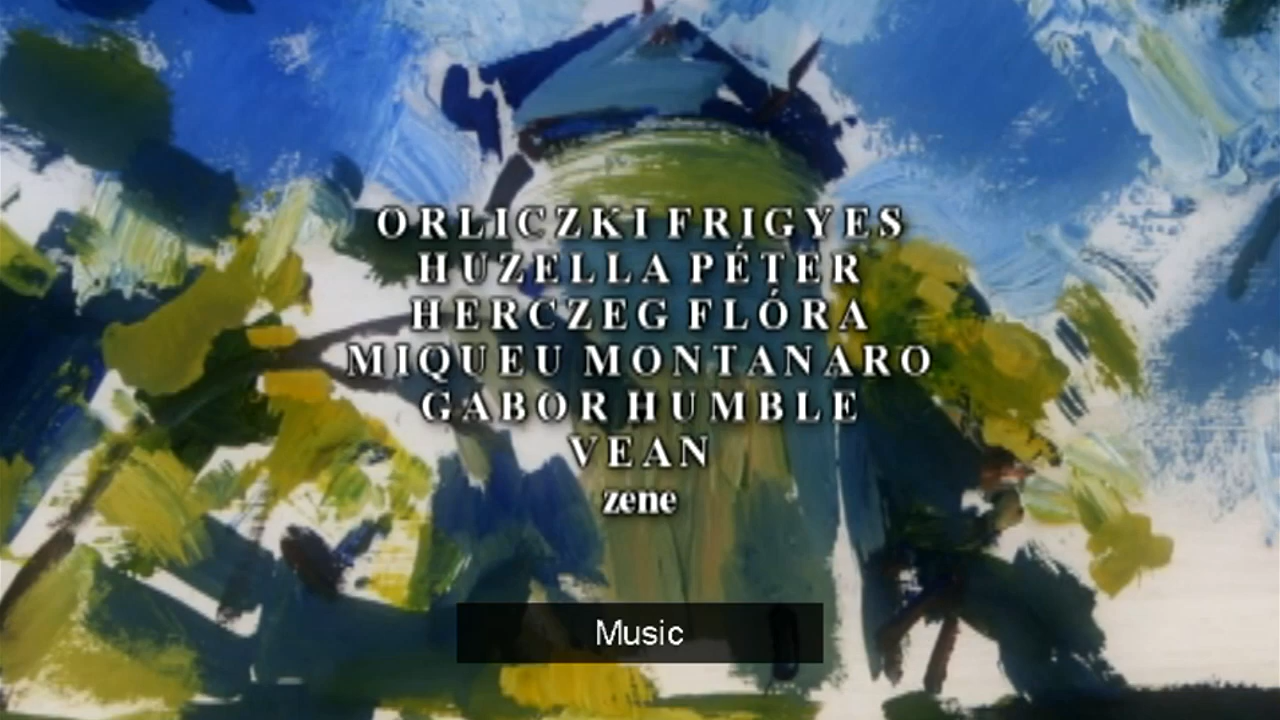 ORLICZKI FRIGYES
HUZELLA PÉTER
HERCZEG FLÓRA
MIQUEU MONTANARO
GABOR HUMBLE
VEAN
zene
Music